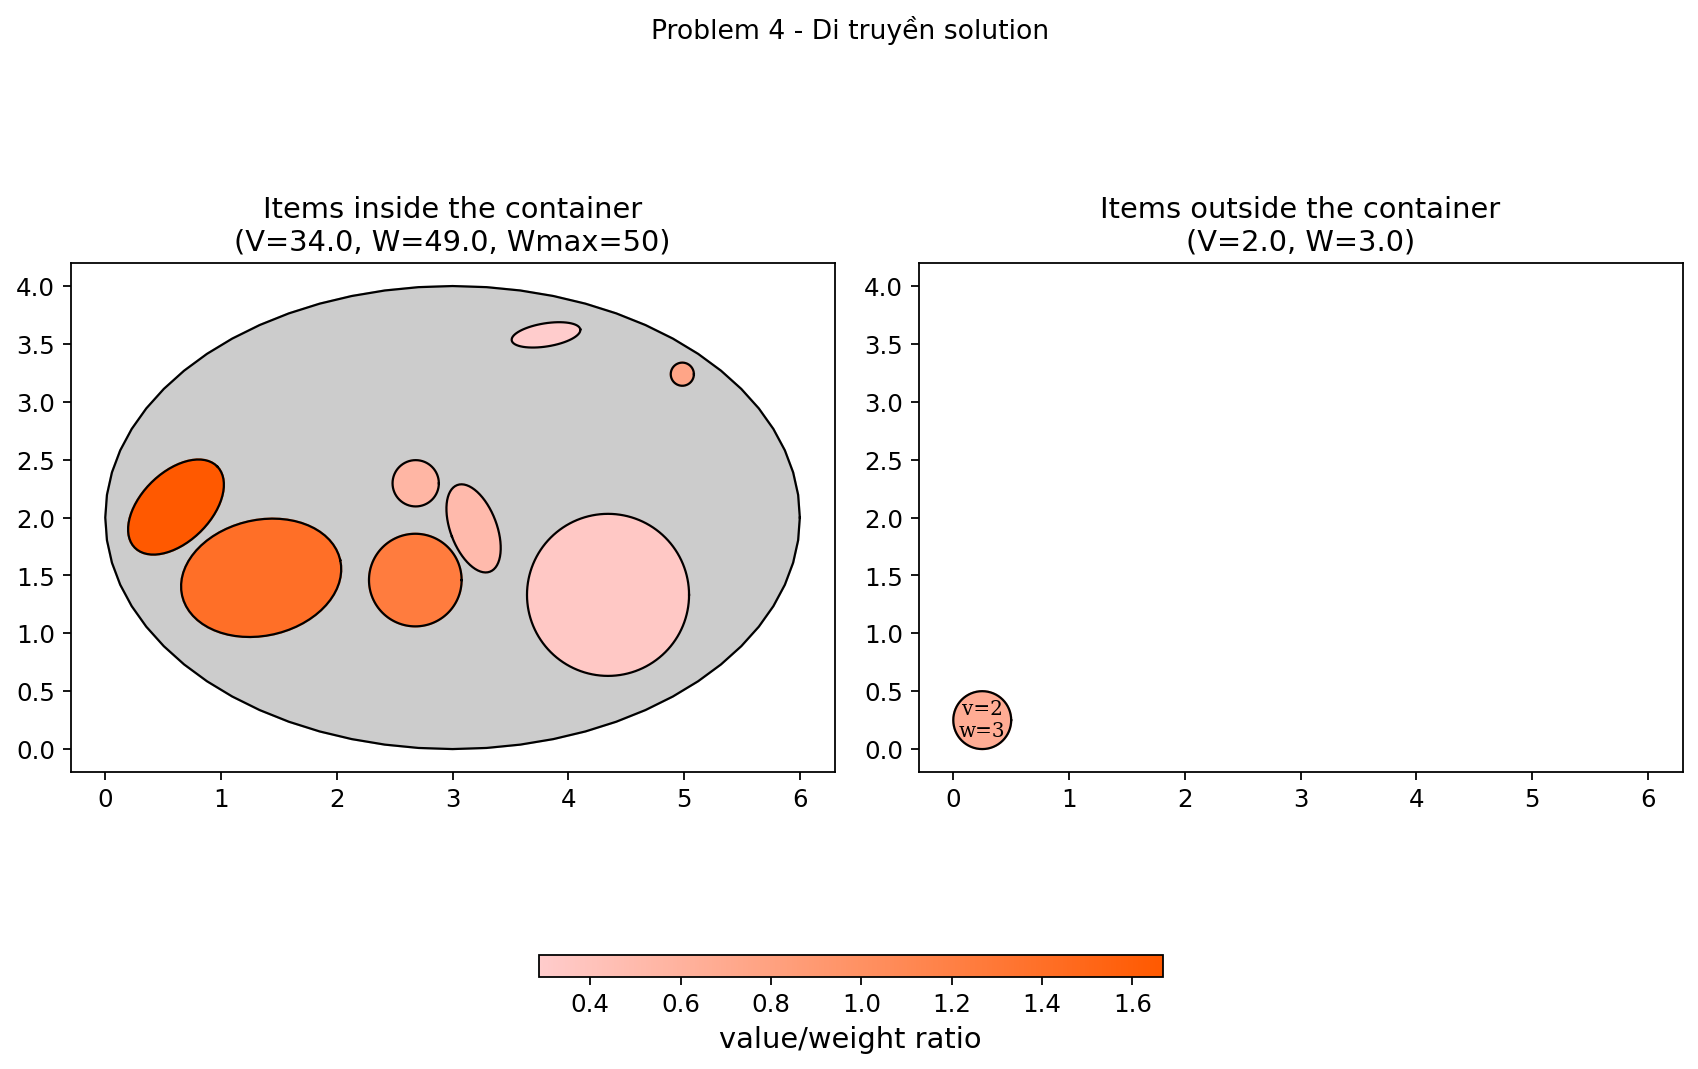 Problem 4 - Di truyền solution
Items inside the container
(V=34.0, W=49.0, Wmax=50)
4.0
3.5
3.0
2.5
2.0
1.5
1.0
0.5
0.0
0 1 2 3 4 5 6
Items outside the container
(V=2.0, W=3.0)
4.0
3.5
3.0
2.5
2.0
1.5
1.0
0.5
0.0
v=2
w=3
0 1 2 3 4 5 6
0.4 0.6 0.8 1.0 1.2 1.4 1.6
value/weight ratio